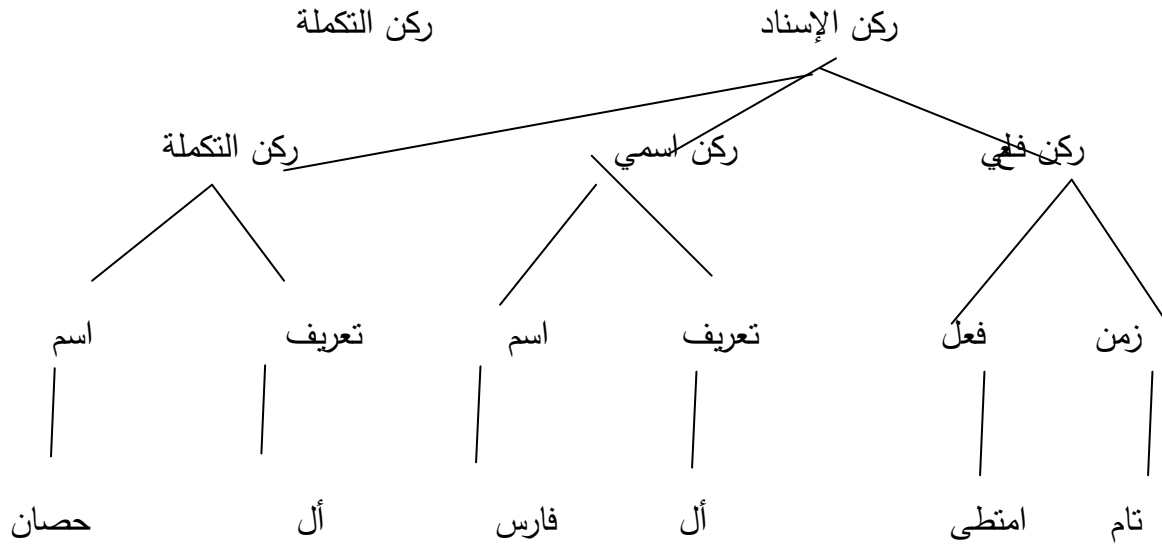 ركن الإسناد ركن التكملة
ركن فعلي ركن اسمي ركن التكملة
زمن فعل تعريف اسم تعريف اسم
تام امتطى أل فارس أل حصان